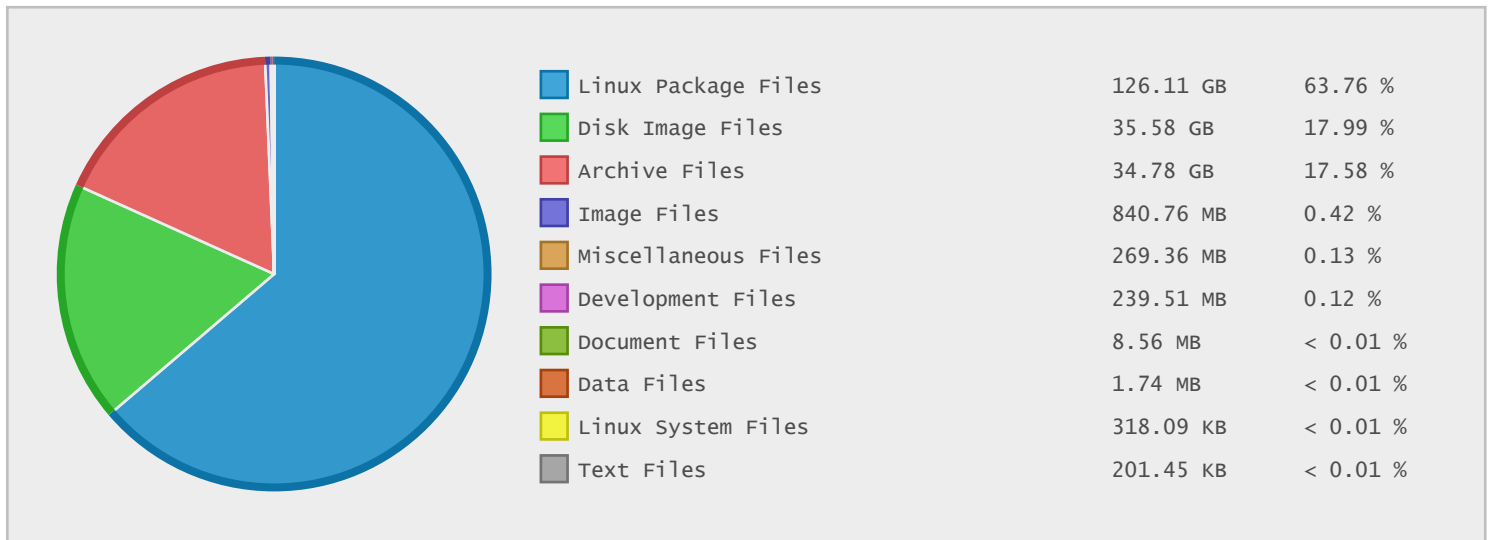 Linux Package Files 126.11 GB 63.76 %
Disk Image Files 35.58 GB 17.99 %
Archive Files 34.78 GB 17.58 %
Image Files 840.76 MB 0.42 %
Miscellaneous Files 269.36 MB 0.13 %
Development Files 239.51 MB 0.12 %
Document Files 8.56 MB < 0.01 %
Data Files 1.74 MB < 0.01 %
Linux System Files 318.09 KB < 0.01 %
Text Files 201.45 KB < 0.01 %